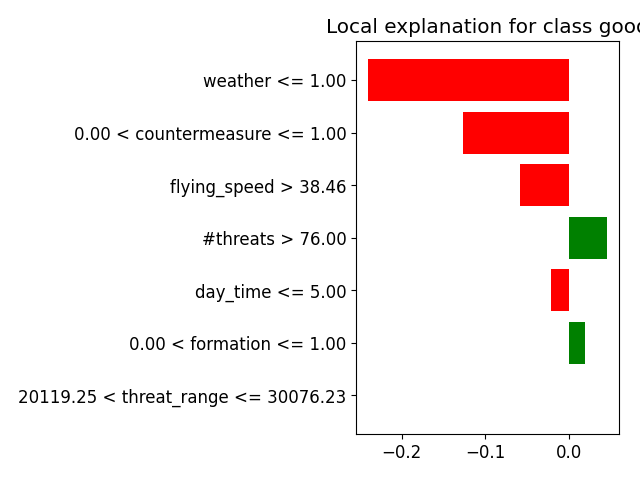 Local explanation for class good
weather <= 1.00
0.00 < countermeasure <= 1.00
flying_speed > 38.46
#threats > 76.00
day_time <= 5.00
0.00 < formation <= 1.00
20119.25 < threat_range <= 30076.23
−0.2 −0.1 0.0